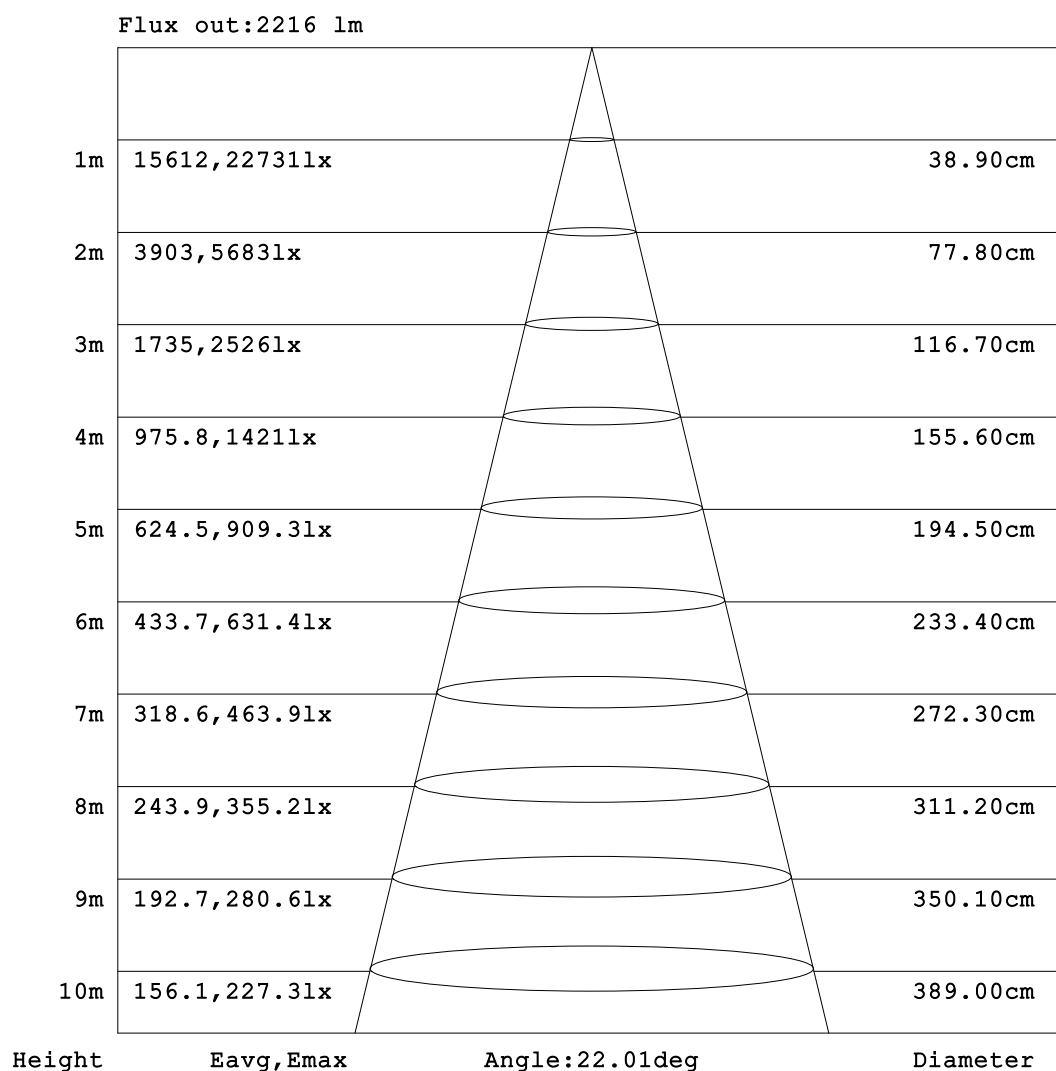 Flux out:2216 lm
1m 15612,22731lx 38.90cm
2m 3903,5683lx 77.80cm
3m 1735,2526lx 116.70cm
4m 975.8,1421lx 155.60cm
5m 624.5,909.3lx 194.50cm
6m 433.7,631.4lx 233.40cm
7m 318.6,463.9lx 272.30cm
8m 243.9,355.2lx 311.20cm
9m 192.7,280.6lx 350.10cm
10m 156.1,227.3lx 389.00cm
Height Eavg,Emax Angle:22.01deg Diameter